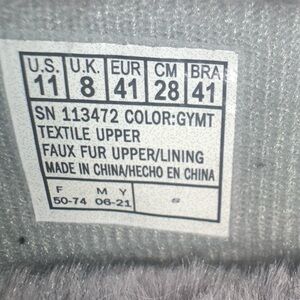 U.S. U.K. EUR CM BRA
11 8 41 28 41
SN 113472 COLOR:GYMT
TEXTILE UPPER
FAUX FUR UPPER/LINING
MADE IN CHINA/HECHO EN CHINA
F M Y
50-74 06-21